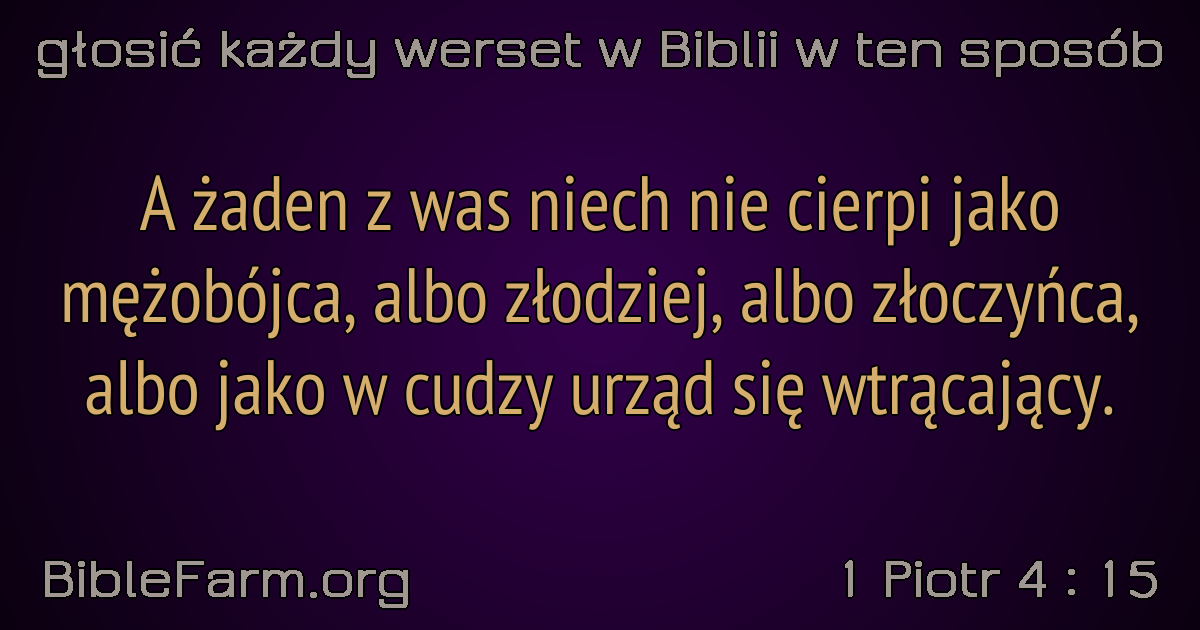 głosić każdy werset w Biblii w ten sposób
A żaden z was niech nie cierpi jako
mężobójca, albo złodziej, albo złoczyńca,
albo jako w cudzy urząd się wtrącający.
BibleFarm.org
1 Piotr 4 : 15